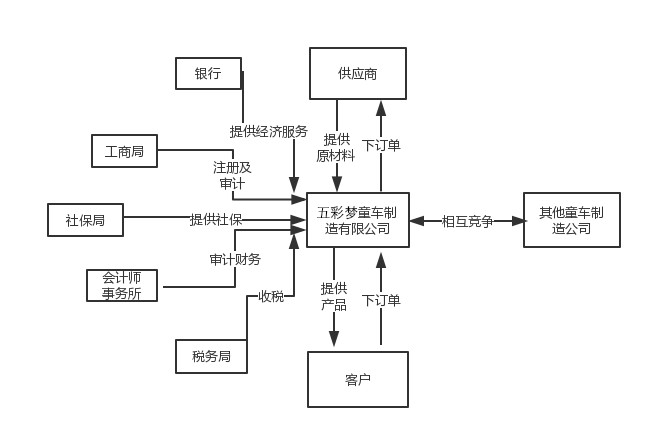 银行
供应商
提供经济服务
工商局
提供
原材料
下订单
注册及
审计
社保局
提供社保
五彩梦童车制
造有限公司
相互竞争
其他童车制
造公司
审计财务
会计师
事务所
收税
提供
产品
下订单
税务局
客户